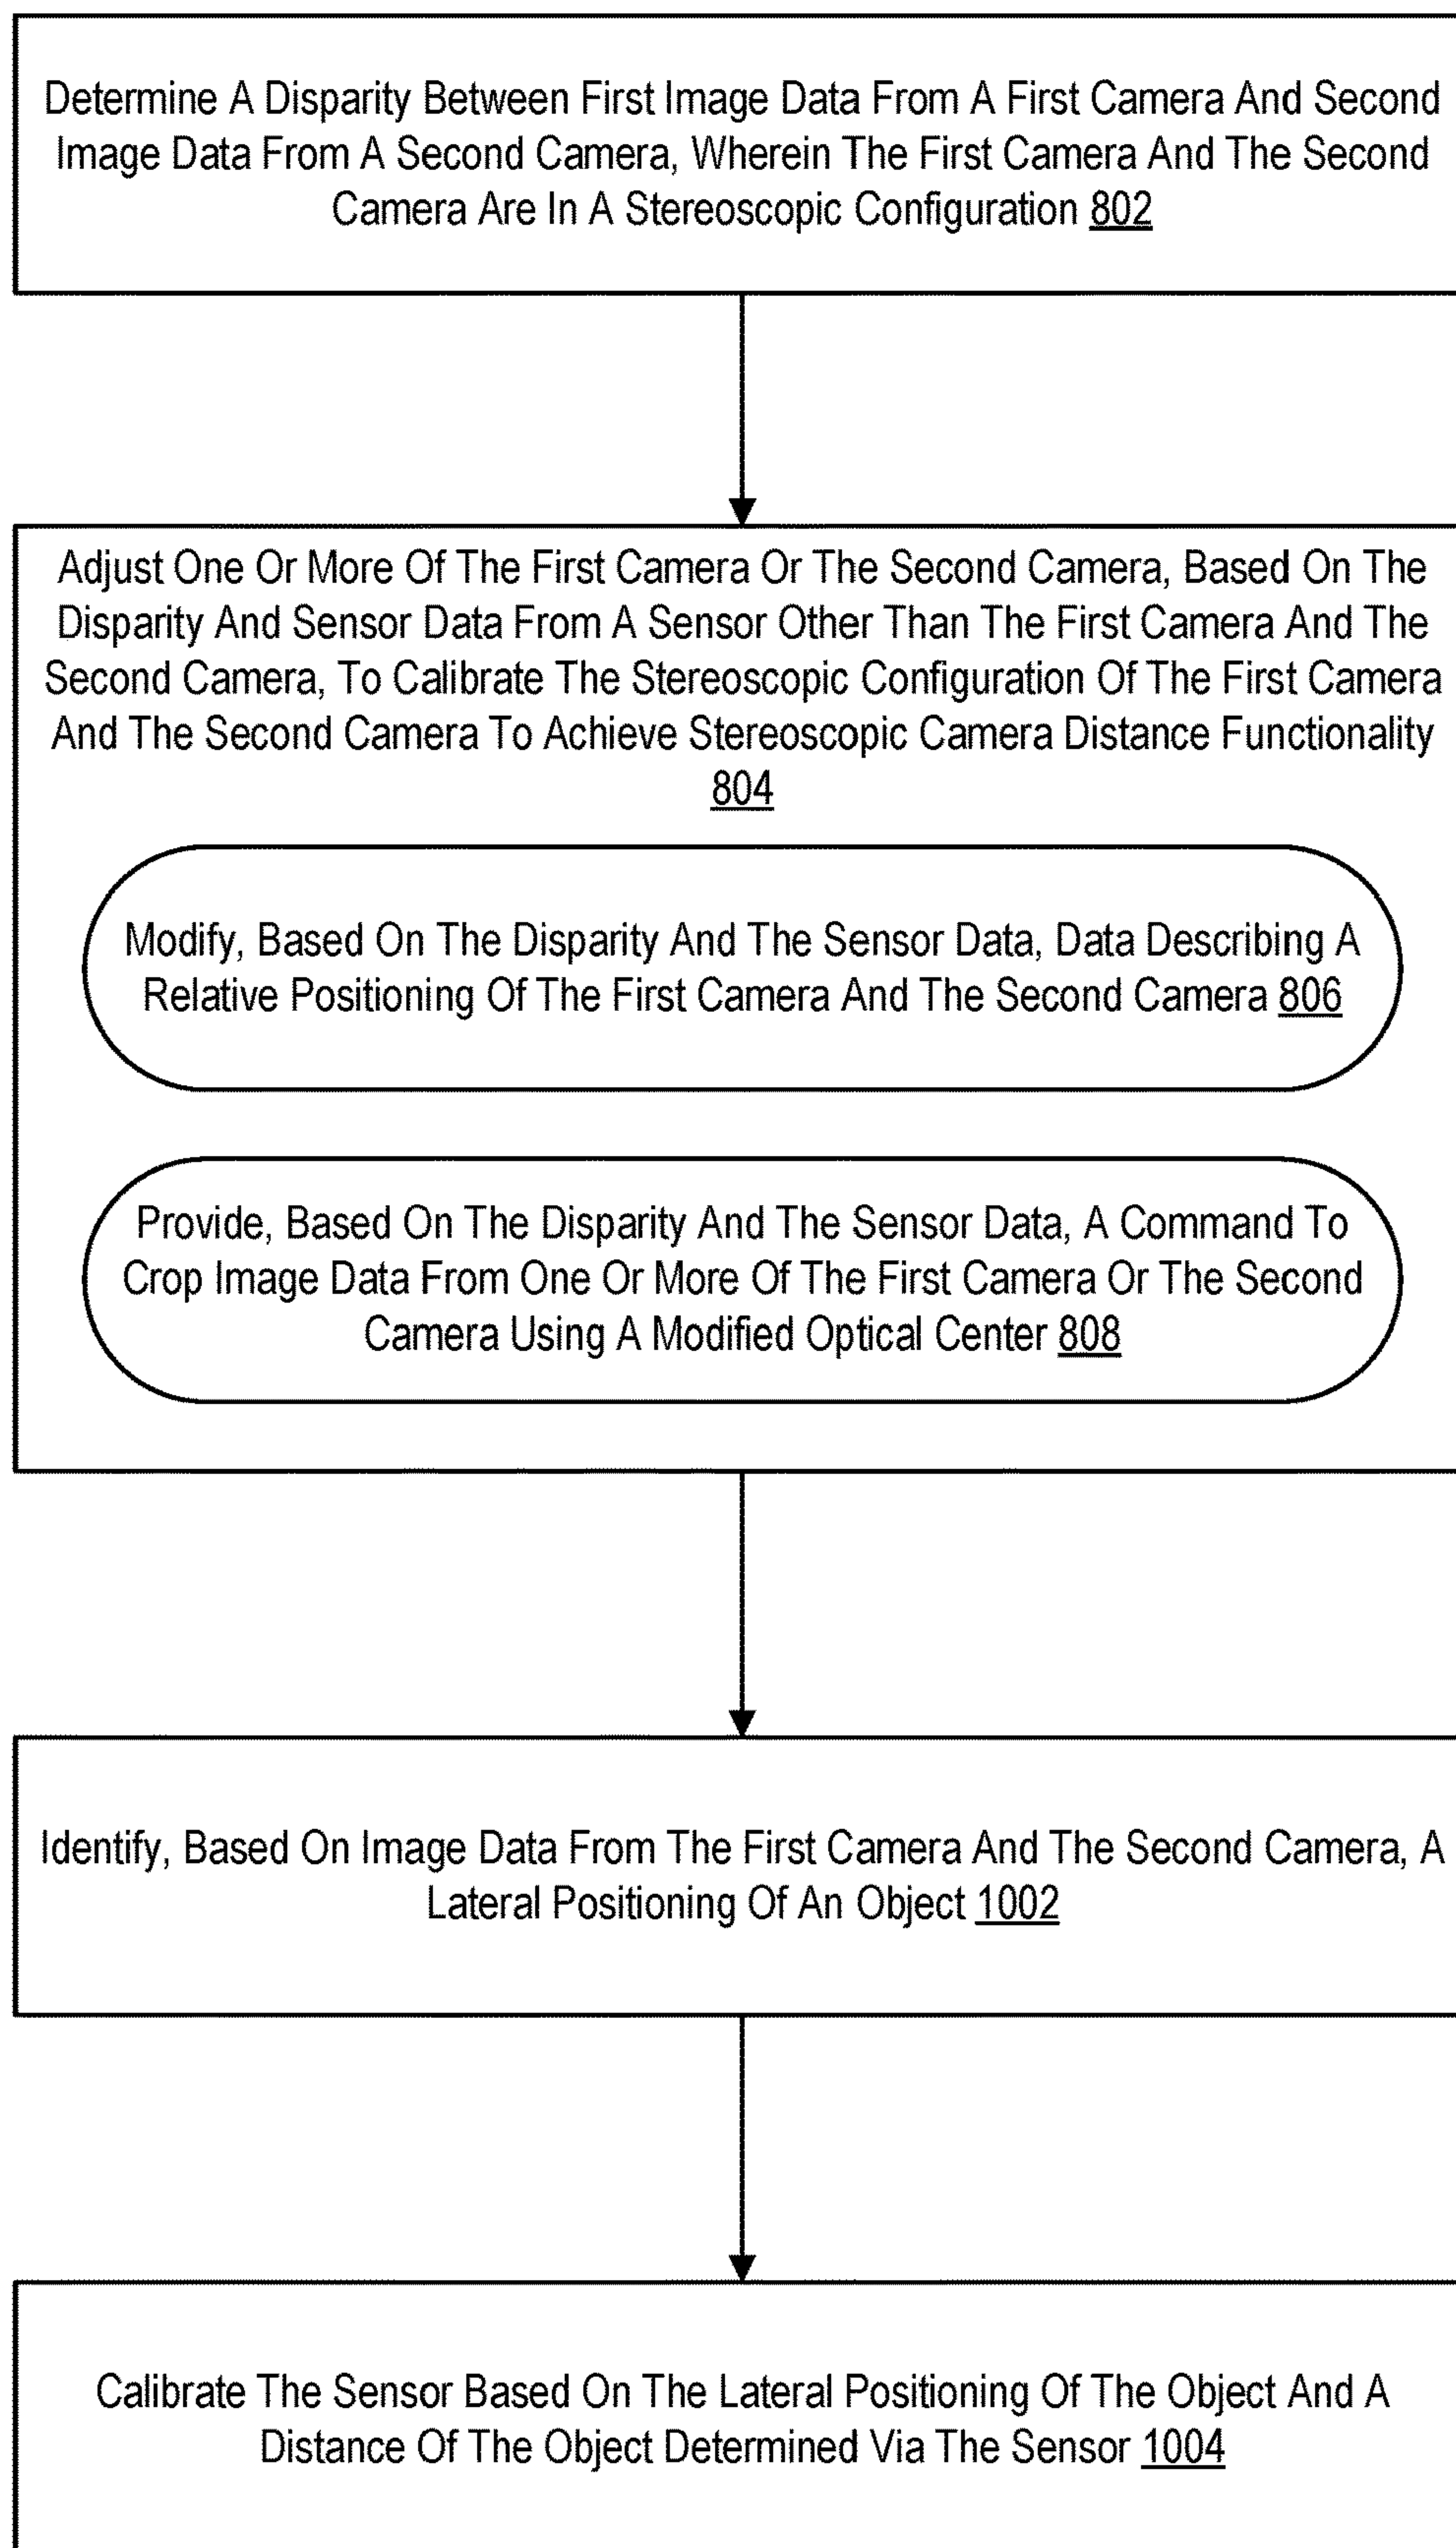 Determine A Disparity Between First Image Data From A First Camera And Second
Image Data From A Second Camera, Wherein The First Camera And The Second
Camera Are In A Stereoscopic Configuration 802
Adjust One Or More Of The First Camera Or The Second Camera, Based On The
Disparity And Sensor Data From A Sensor Other Than The First Camera And The
Second Camera, To Calibrate The Stereoscopic Configuration Of The First Camera
And The Second Camera To Achieve Stereoscopic Camera Distance Functionality
804
Modify, Based On The Disparity And The Sensor Data, Data Describing A
Relative Positioning Of The First Camera And The Second Camera 806
Provide, Based On The Disparity And The Sensor Data, A Command To
Crop Image Data From One Or More Of The First Camera Or The Second
Camera Using A Modified Optical Center 808
Identify, Based On Image Data From The First Camera And The Second Camera, A
Lateral Positioning Of An Object 1002
Calibrate The Sensor Based On The Lateral Positioning Of The Object And A
Distance Of The Object Determined Via The Sensor 1004